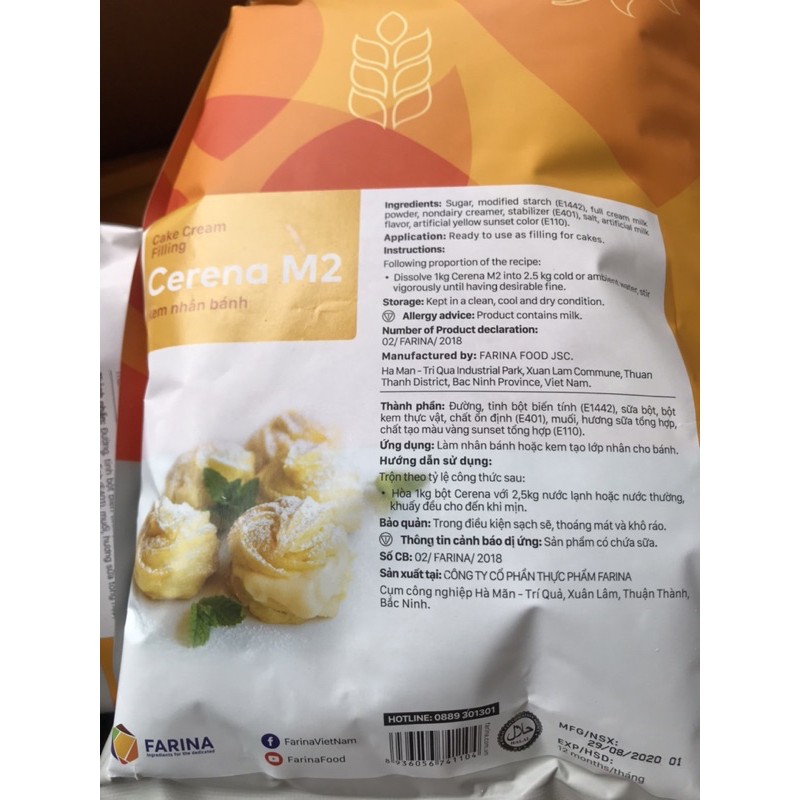 Cake Cream
Filling
Cerena M2
kem nhân bánh
Ingredients: Sugar, modified starch (E1442), full cream milk
powder, nondairy creamer, stabilizer (E401), salt, artificial milk
flavor, artificial yellow sunset color (E110).
Application: Ready to use as filling for cakes.
Instructions:
Following proportion of the recipe:
• Dissolve 1kg Cerena M2 into 2.5 kg cold or ambient water, stir
vigorously until having desirable fine.
Storage: Kept in a clean, cool and dry condition.
Allergy advice: Product contains milk.
Number of Product declaration:
02/ FARINA/ 2018
Manufactured by: FARINA FOOD JSC.
Ha Man - Tri Qua Industrial Park, Xuan Lam Commune, Thuan
Thanh District, Bac Ninh Province, Viet Nam.
Thành phần: Đường, tinh bột biến tính (E1442), sữa bột, bột
kem thực vật, chất ổn định (E401), muối, hương sữa tổng hợp,
chất tạo màu vàng sunset tổng hợp (E110).
Ứng dụng: Làm nhân bánh hoặc kem tạo lớp nhân cho bánh.
Hướng dẫn sử dụng:
Trộn theo tỷ lệ công thức sau:
• Hòa 1kg bột Cerena với 2,5kg nước lạnh hoặc nước thường,
khuấy đều cho đến khi mịn.
Bảo quản: Trong điều kiện sạch sẽ, thoáng mát và khô ráo.
Thông tin cảnh báo dị ứng: Sản phẩm có chứa sữa.
Số CB: 02/ FARINA/ 2018
Sản xuất tại: CÔNG TY CỔ PHẦN THỰC PHẨM FARINA
Cụm công nghiệp Hà Mãn - Trí Quả, Xuân Lâm, Thuận Thành,
Bắc Ninh.
HOTLINE: 0889 301301
FARINA
Ingredients for the dedicated
FarinaVietNam
FarinaFood
8 936056 741104
farina.com.vn
HALAL
MFG/NSX:
29/08/2020 01
EXP/HSD:
12 months/tháng